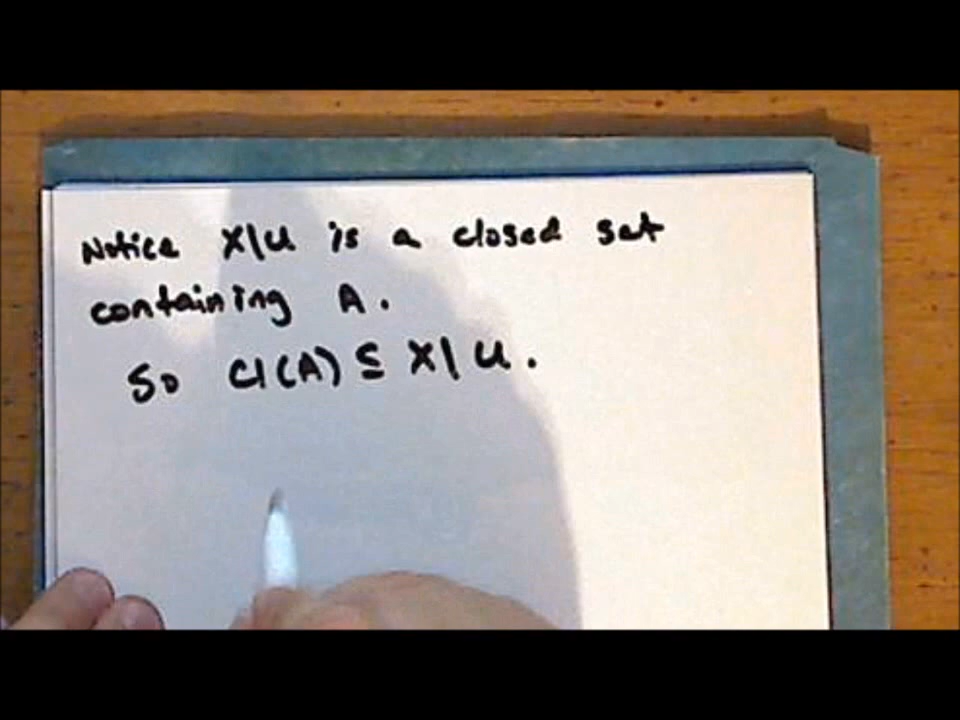 Notice X|U is a closed set
containing A.
So Cl(A) ⊆ X|U.